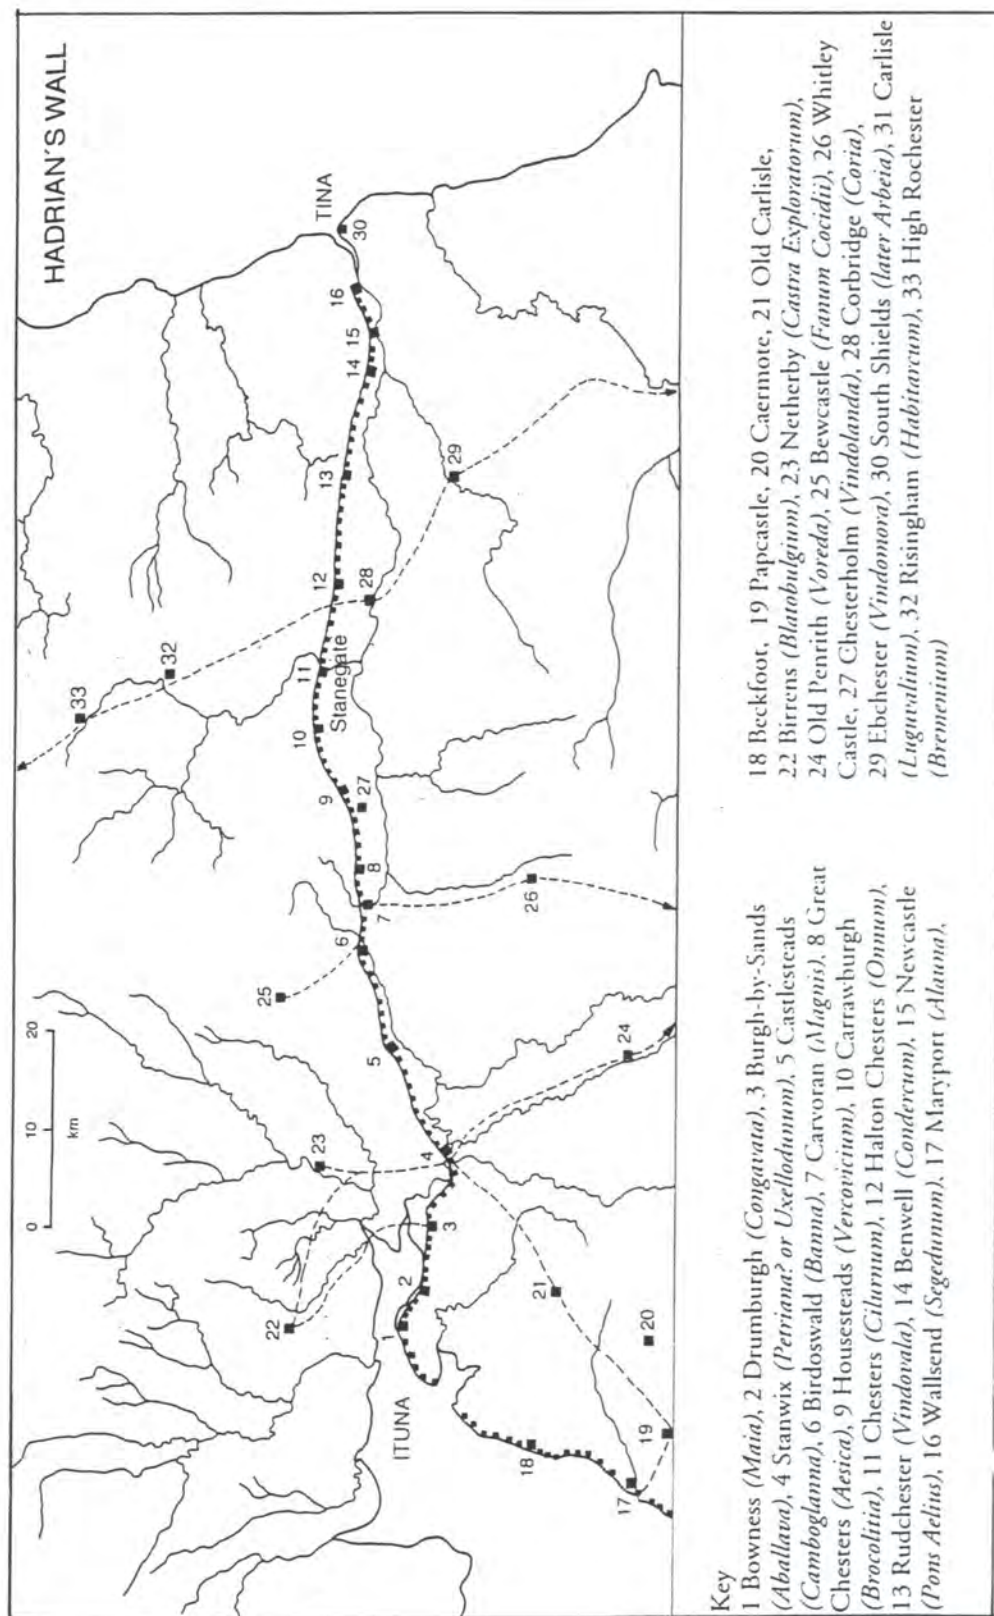 HADRIAN'S WALL
0 10 20
km
33
32
22
23
25
ITUNA
TINA
1
2
3
4
5
6
7
8
9
10
11
12
13
14
15
16
30
27
Stanegate
28
29
18
21
24
26
17
19
20
Key
1 Bowness (Maia), 2 Drumburgh (Congavata), 3 Burgh-by-Sands
(Aballava), 4 Stanwix (Petriana? or Uxellodunum), 5 Castlesteads
(Camboglanna), 6 Birdoswald (Banna), 7 Carvoran (Magnis), 8 Great
Chesters (Aesica), 9 Housesteads (Vercovicium), 10 Carrawburgh
(Brocolitia), 11 Chesters (Cilurnum), 12 Halton Chesters (Onnum),
13 Rudchester (Vindovala), 14 Benwell (Condercum), 15 Newcastle
(Pons Aelius), 16 Wallsend (Segedunum), 17 Maryport (Alauna),
18 Beckfoot, 19 Papcastle, 20 Caermote, 21 Old Carlisle,
22 Birrens (Blatobulgium), 23 Netherby (Castra Exploratorum),
24 Old Penrith (Voreda), 25 Bewcastle (Fanum Cocidii), 26 Whitley
Castle, 27 Chesterholm (Vindolanda), 28 Corbridge (Coria),
29 Ebchester (Vindomora), 30 South Shields (later Arbeia), 31 Carlisle
(Luguvalium), 32 Risingham (Habitarcum), 33 High Rochester
(Bremenium)